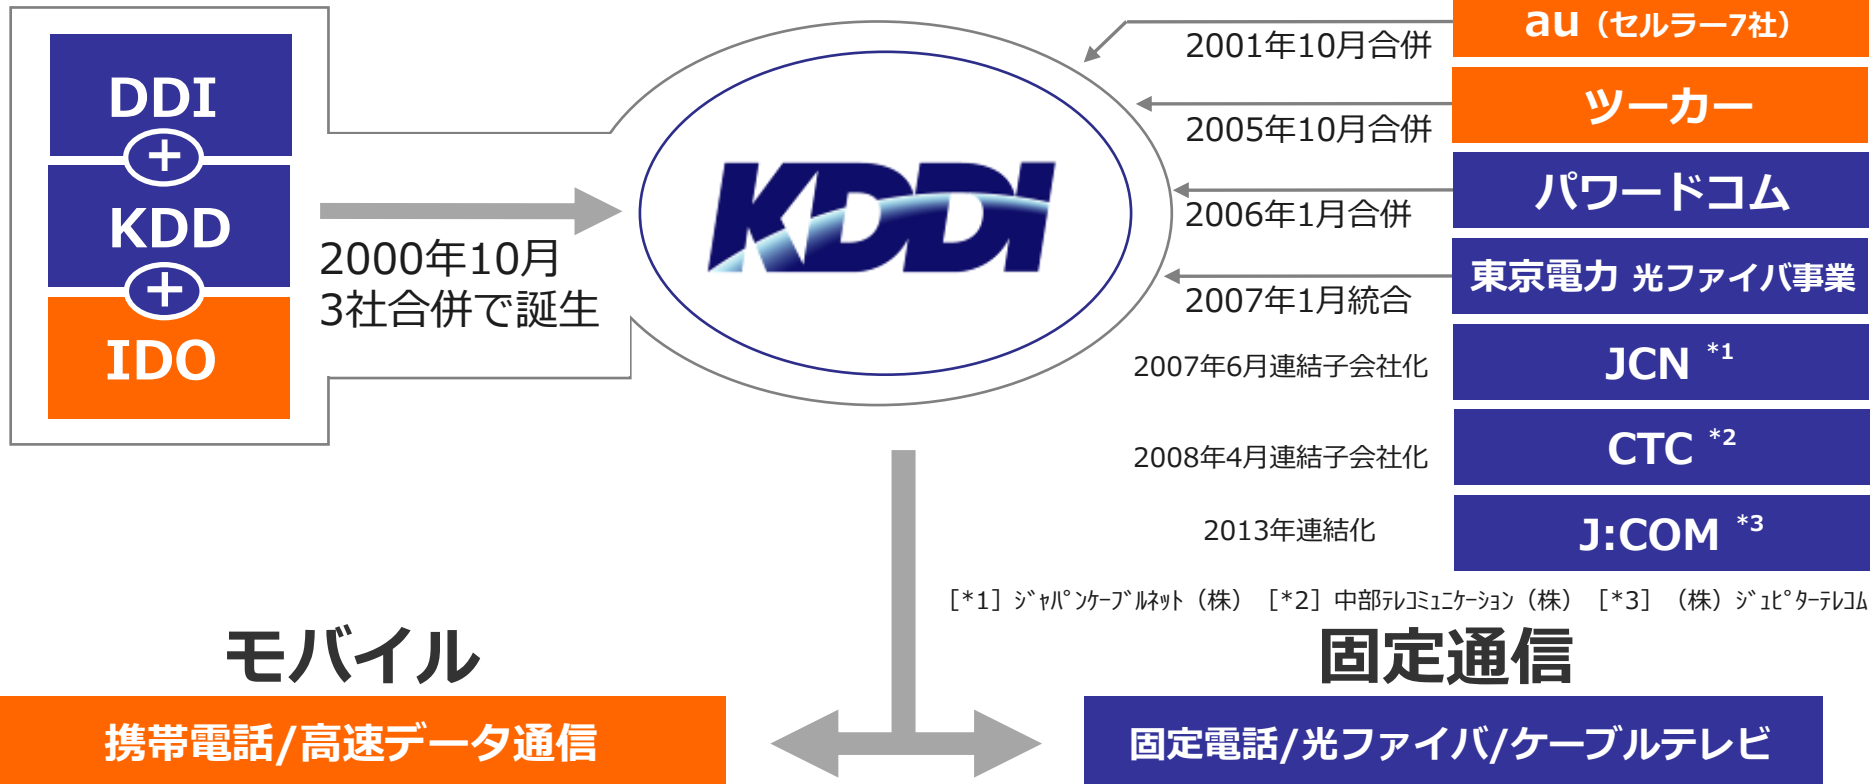 DDI
+
KDD
+
IDO
2000年10月
3社合併で誕生
KDDI
2001年10月合併
au（セルラー7社）
2005年10月合併
ツーカー
2006年1月合併
パワードコム
2007年1月統合
東京電力 光ファイバ事業
2007年6月連結子会社化
JCN *1
2008年4月連結子会社化
CTC *2
2013年連結化
J:COM *3
［*1］ｼﾞｬﾊﾟﾝｹｰﾌﾞﾙﾈｯﾄ（株）［*2］中部ﾃﾚｺﾐｭﾆｹｰｼｮﾝ（株）［*3］（株）ｼﾞｭﾋﾟﾀｰﾃﾚｺﾑ
モバイル
携帯電話/高速データ通信
固定通信
固定電話/光ファイバ/ケーブルテレビ